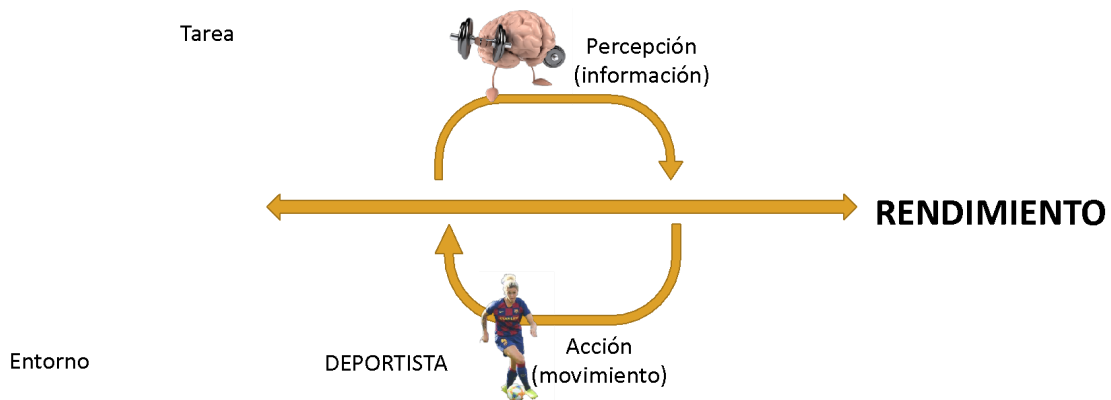 Tarea
Percepción
(información)
RENDIMIENTO
Entorno
DEPORTISTA
Acción
(movimiento)